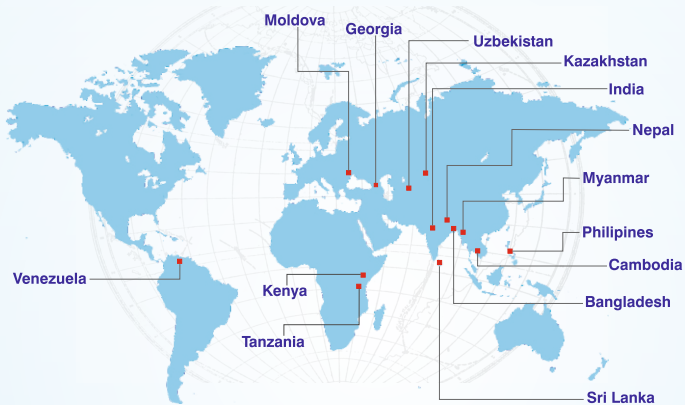 Moldova
Georgia
Uzbekistan
Kazakhstan
India
Nepal
Myanmar
Philipines
Cambodia
Venezuela
Kenya
Bangladesh
Tanzania
Sri Lanka